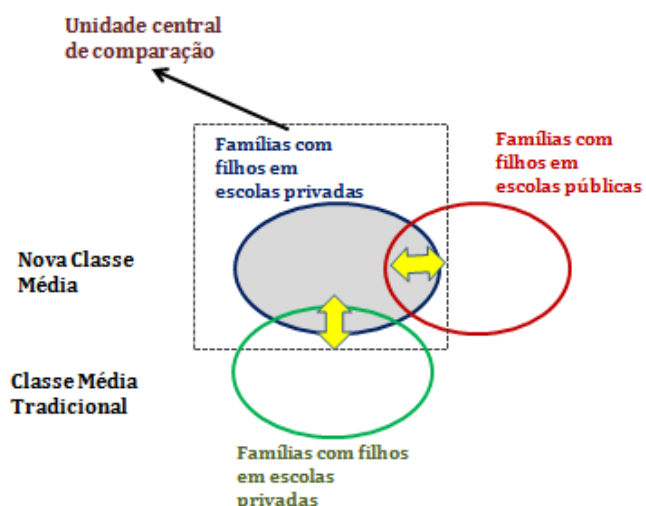 Unidade central
de comparação
Famílias com
filhos em
escolas privadas
Famílias com
filhos em
escolas públicas
Nova Classe
Média
Classe Média
Tradicional
Famílias com filhos
em escolas
privadas